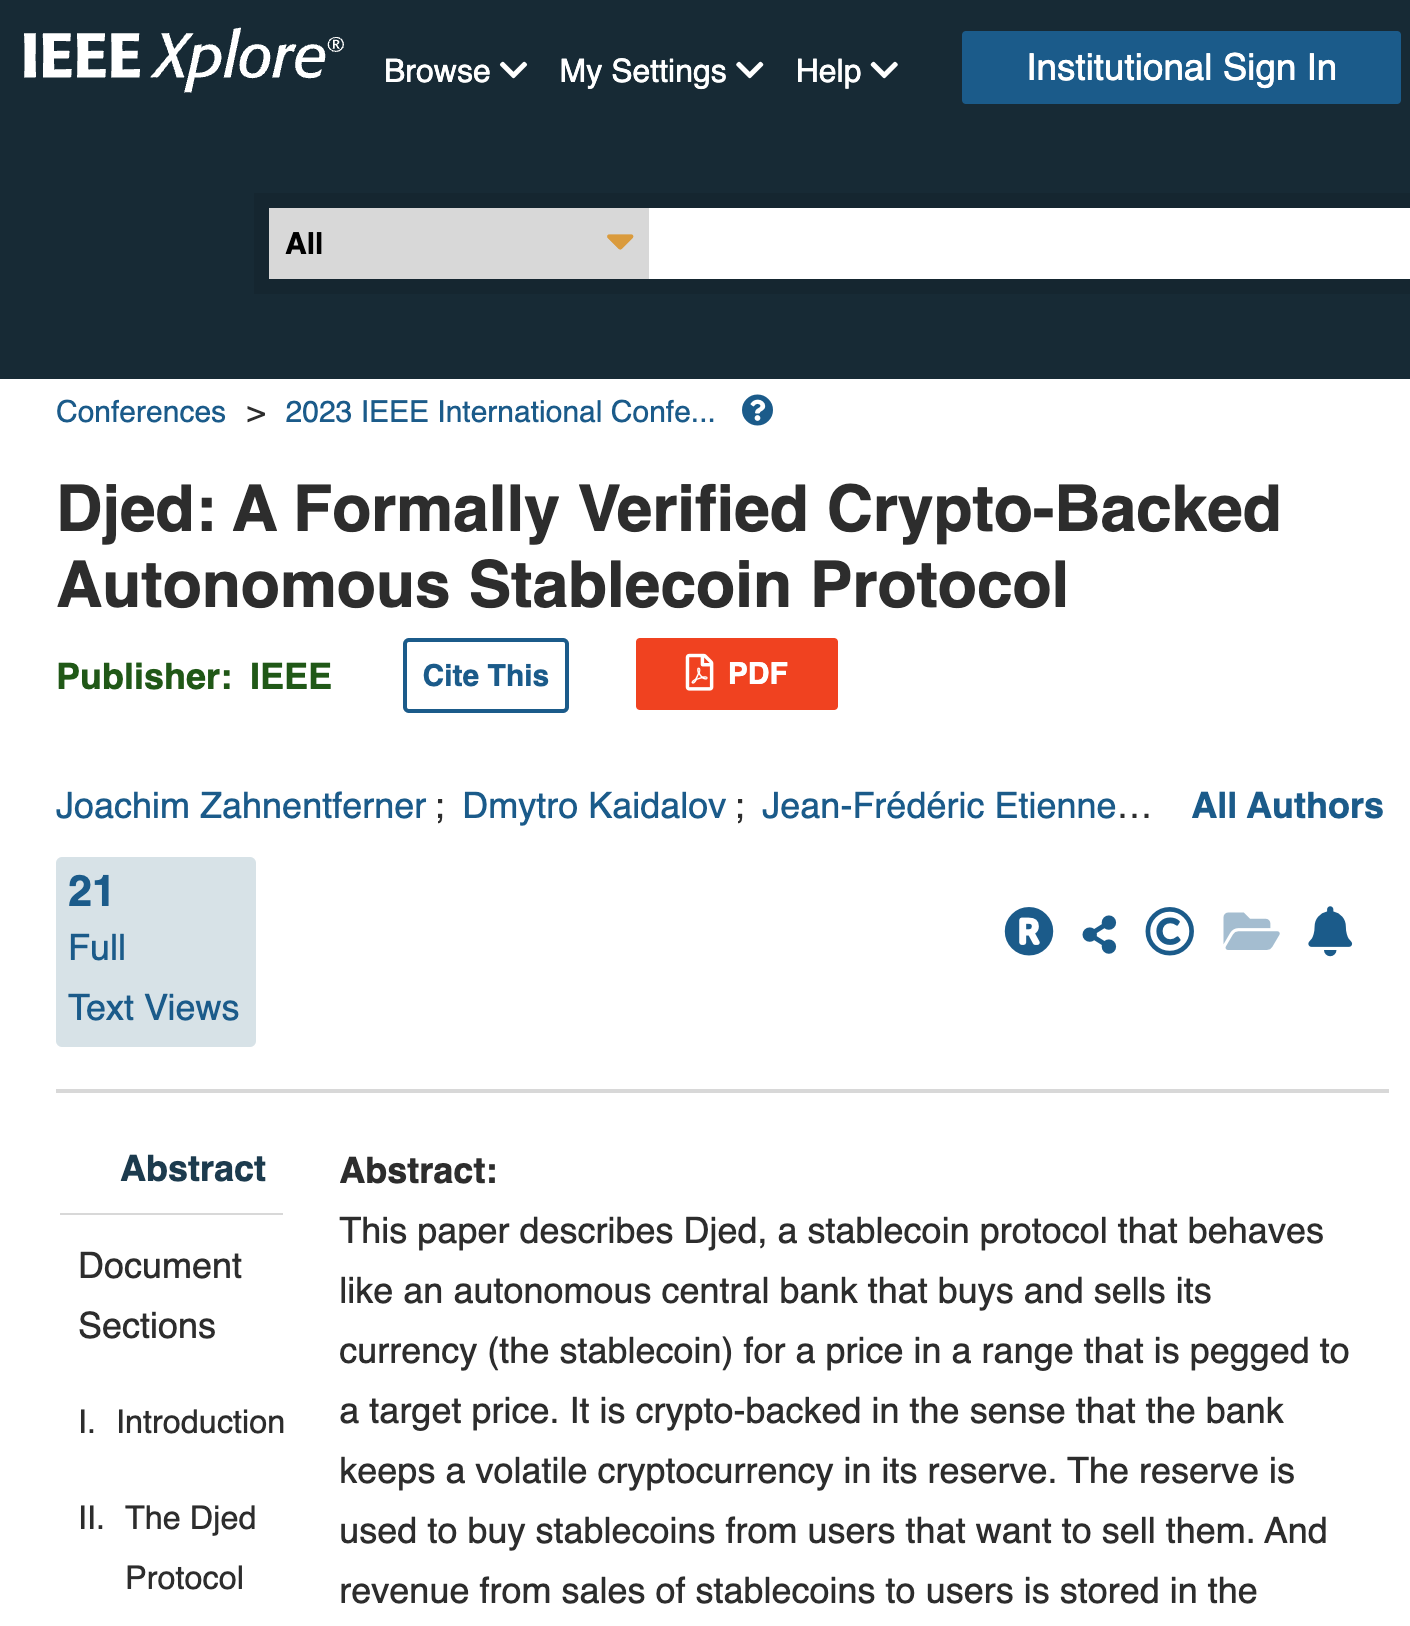 IEEE Xplore®
Browse My Settings Help Institutional Sign In
All
Conferences > 2023 IEEE International Confe... ?
Djed: A Formally Verified Crypto-Backed
Autonomous Stablecoin Protocol
Publisher: IEEE Cite This PDF
Joachim Zahnentferner ; Dmytro Kaidalov ; Jean-Frédéric Etienne... All Authors
21
Full
Text Views
R ©
Abstract
Document
Sections
I. Introduction
II. The Djed
Protocol
Abstract:
This paper describes Djed, a stablecoin protocol that behaves
like an autonomous central bank that buys and sells its
currency (the stablecoin) for a price in a range that is pegged to
a target price. It is crypto-backed in the sense that the bank
keeps a volatile cryptocurrency in its reserve. The reserve is
used to buy stablecoins from users that want to sell them. And
revenue from sales of stablecoins to users is stored in the